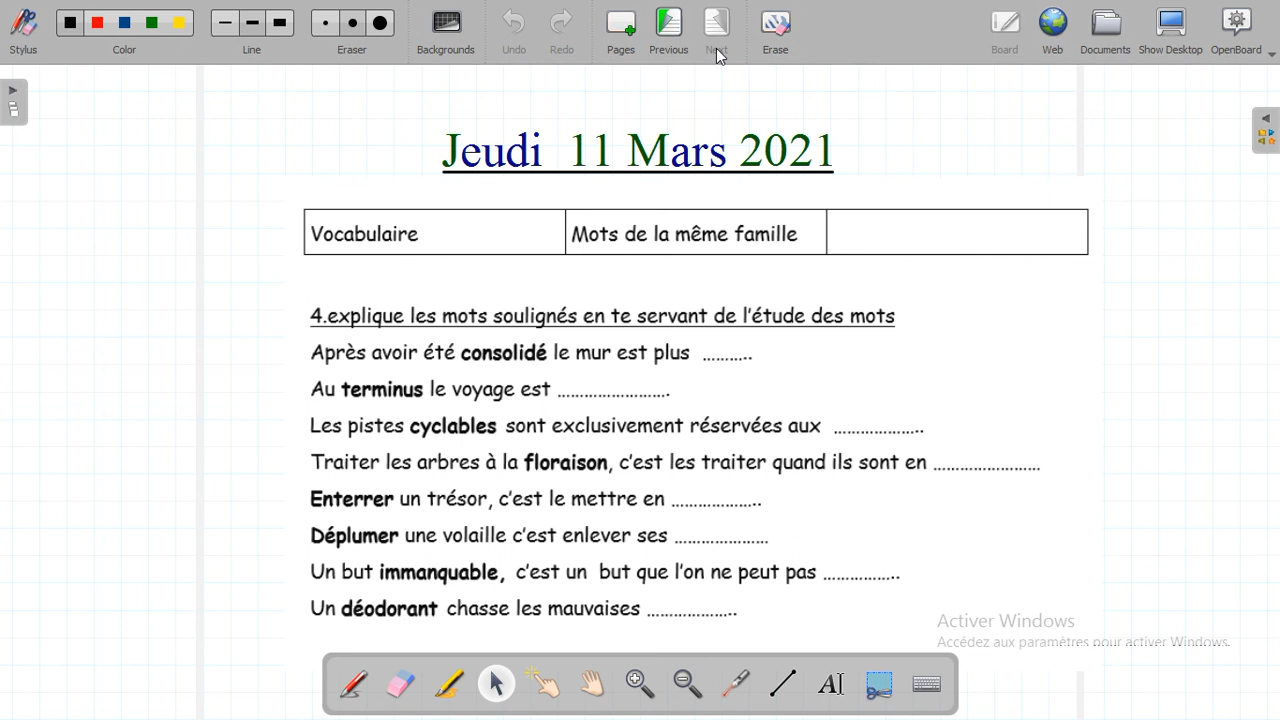 Stylus Color Line Eraser Backgrounds Undo Redo Pages Previous Next Erase Board Web Documents Show Desktop OpenBoard
Jeudi 11 Mars 2021
Vocabulaire Mots de la même famille
4.explique les mots soulignés en te servant de l'étude des mots
Après avoir été consolidé le mur est plus ………..
Au terminus le voyage est …………………….
Les pistes cyclables sont exclusivement réservées aux ………………..
Traiter les arbres à la floraison, c'est les traiter quand ils sont en ……………………
Enterrer un trésor, c'est le mettre en ………………..
Déplumer une volaille c'est enlever ses …………………
Un but immanquable, c'est un but que l'on ne peut pas ……………..
Un déodorant chasse les mauvaises ………………..
Activer Windows
Accédez aux paramètres pour activer Windows.
AI